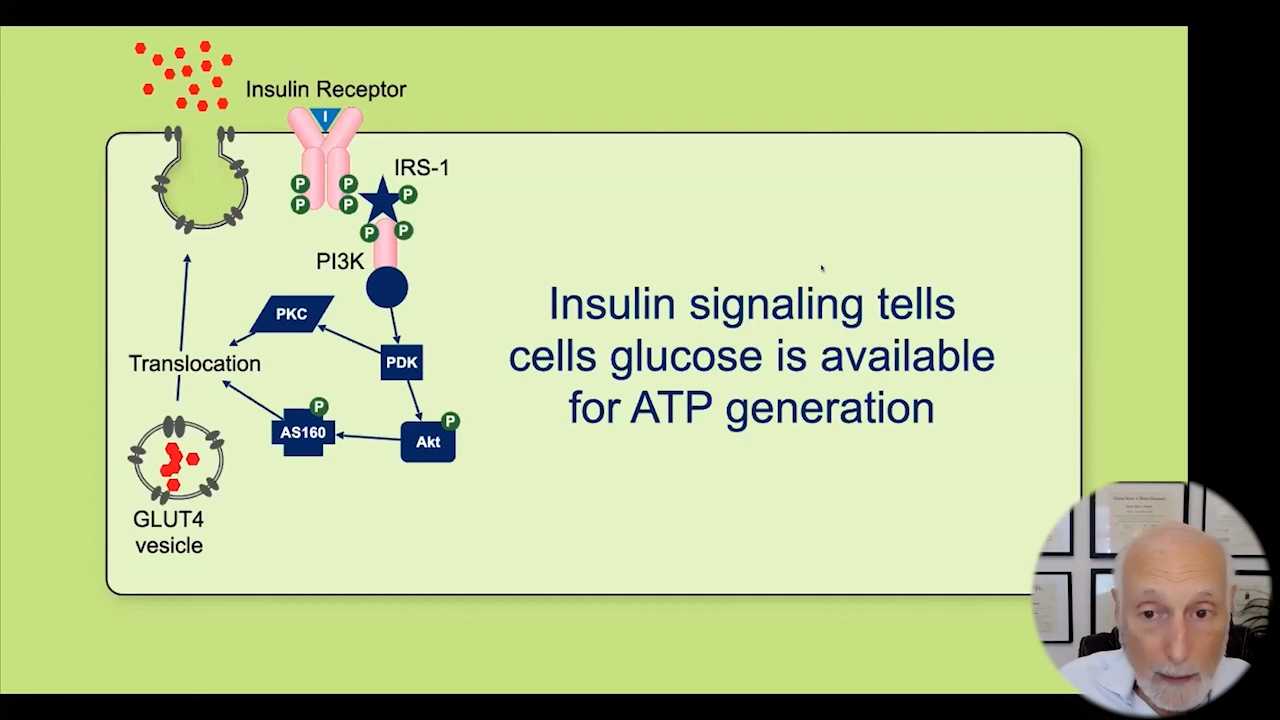 Insulin Receptor
I
IRS-1
P
P
P
P
P
P
P
PI3K
PKC
PDK
Translocation
P
P
AS160
Akt
GLUT4
vesicle
Insulin signaling tells
cells glucose is available
for ATP generation